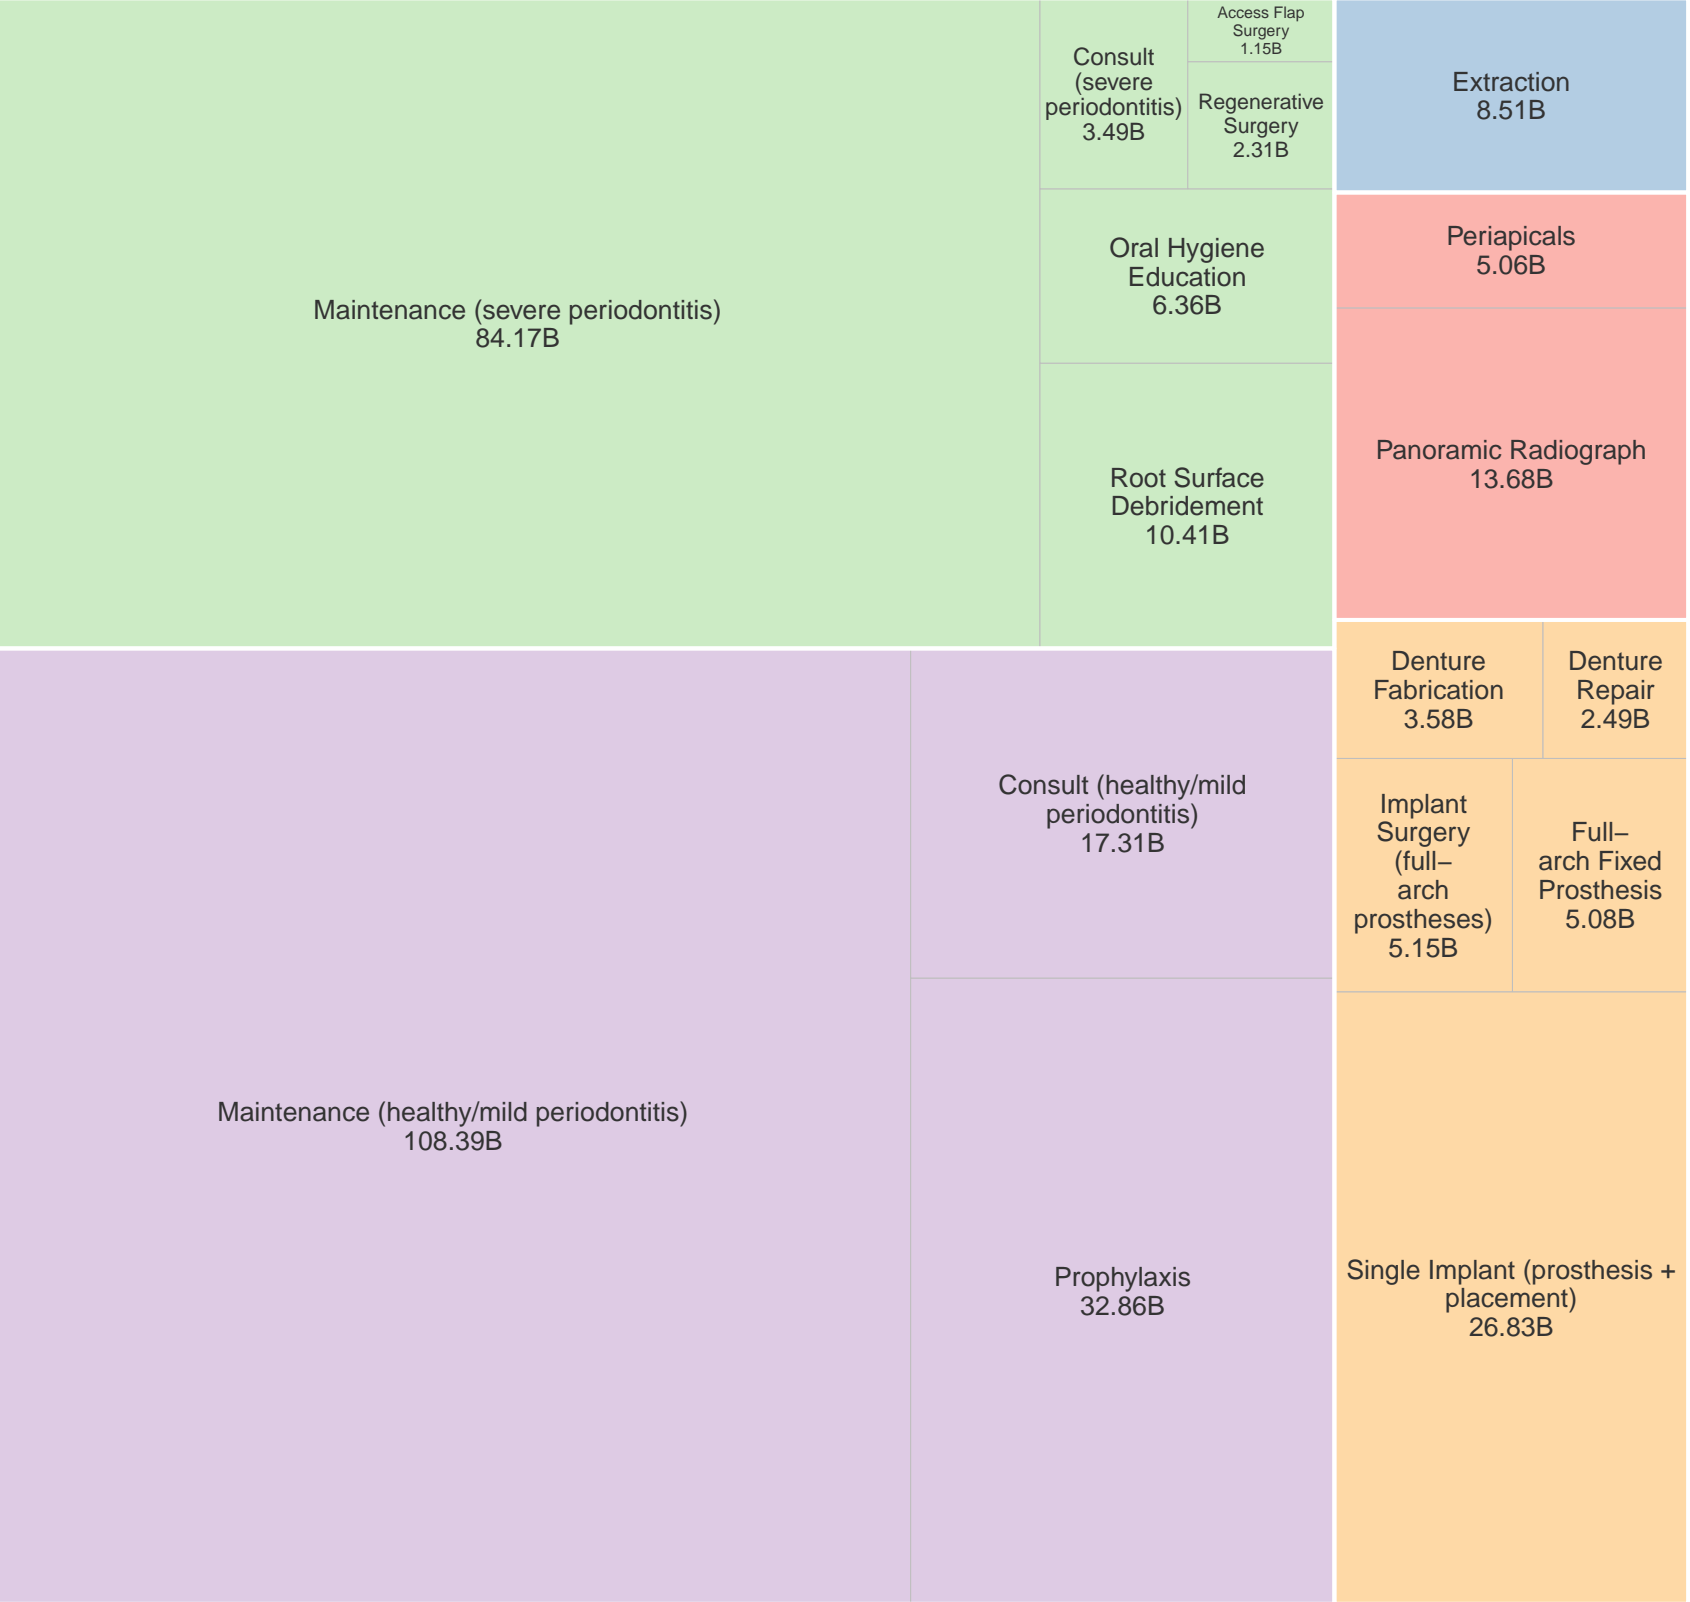 Maintenance (severe periodontitis)
84.17B
Consult
(severe
periodontitis)
3.49B
Access Flap
Surgery
1.15B
Regenerative
Surgery
2.31B
Oral Hygiene
Education
6.36B
Root Surface
Debridement
10.41B
Extraction
8.51B
Periapicals
5.06B
Panoramic Radiograph
13.68B
Maintenance (healthy/mild periodontitis)
108.39B
Consult (healthy/mild
periodontitis)
17.31B
Prophylaxis
32.86B
Denture
Fabrication
3.58B
Denture
Repair
2.49B
Implant
Surgery
(full–
arch
prostheses)
5.15B
Full–
arch Fixed
Prosthesis
5.08B
Single Implant (prosthesis +
placement)
26.83B